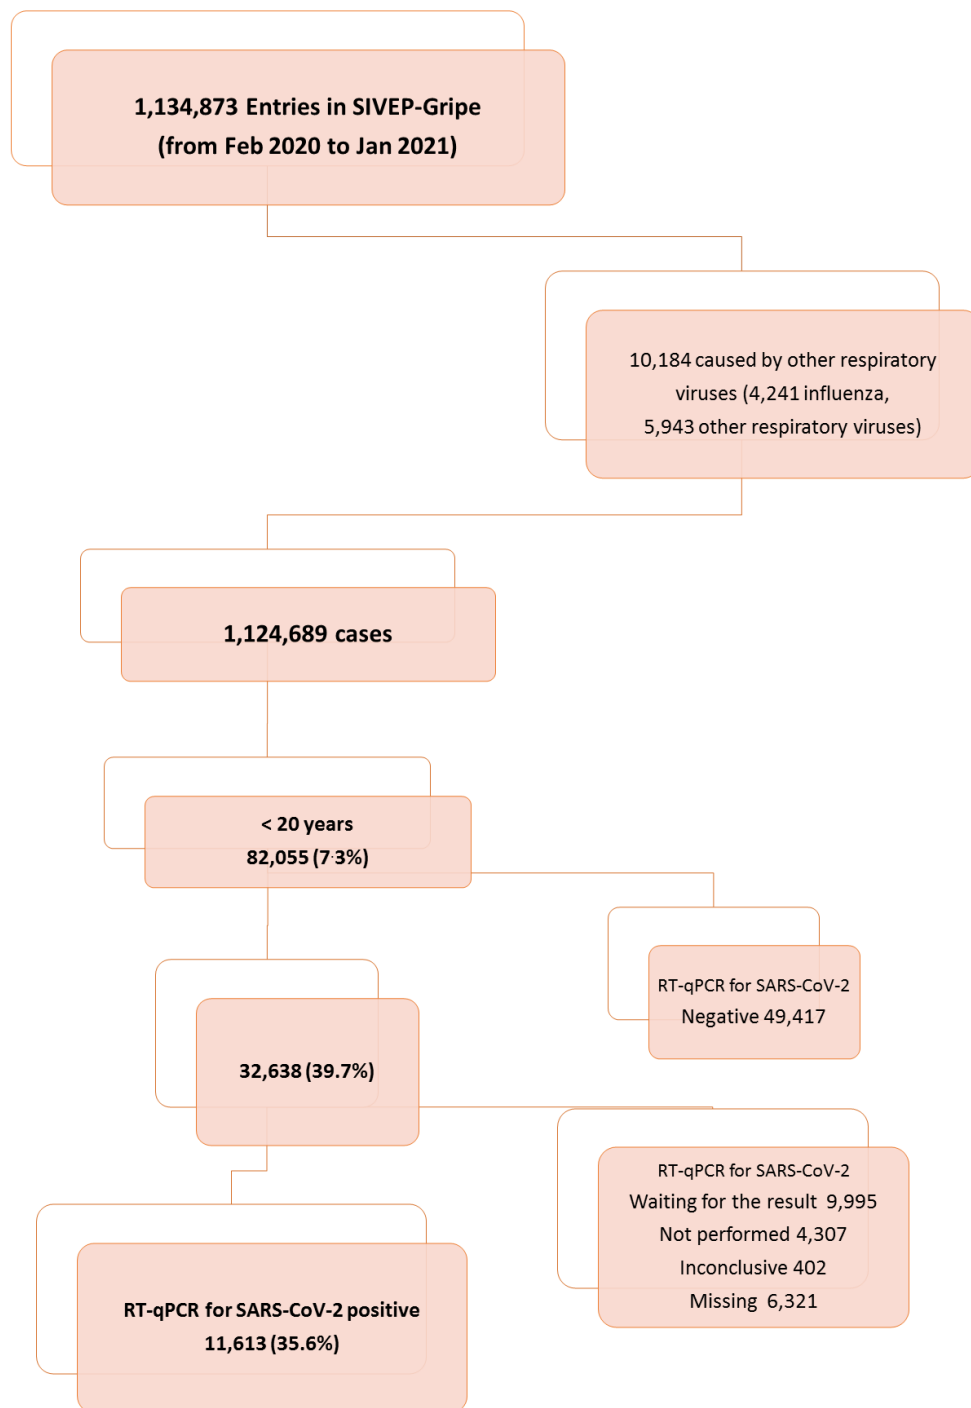 1,134,873 Entries in SIVEP-Gripe
(from Feb 2020 to Jan 2021)
10,184 caused by other respiratory
viruses (4,241 influenza,
5,943 other respiratory viruses)
1,124,689 cases
< 20 years
82,055 (7·3%)
RT-qPCR for SARS-CoV-2
Negative 49,417
32,638 (39.7%)
RT-qPCR for SARS-CoV-2
Waiting for the result 9,995
Not performed 4,307
Inconclusive 402
Missing 6,321
RT-qPCR for SARS-CoV-2 positive
11,613 (35.6%)